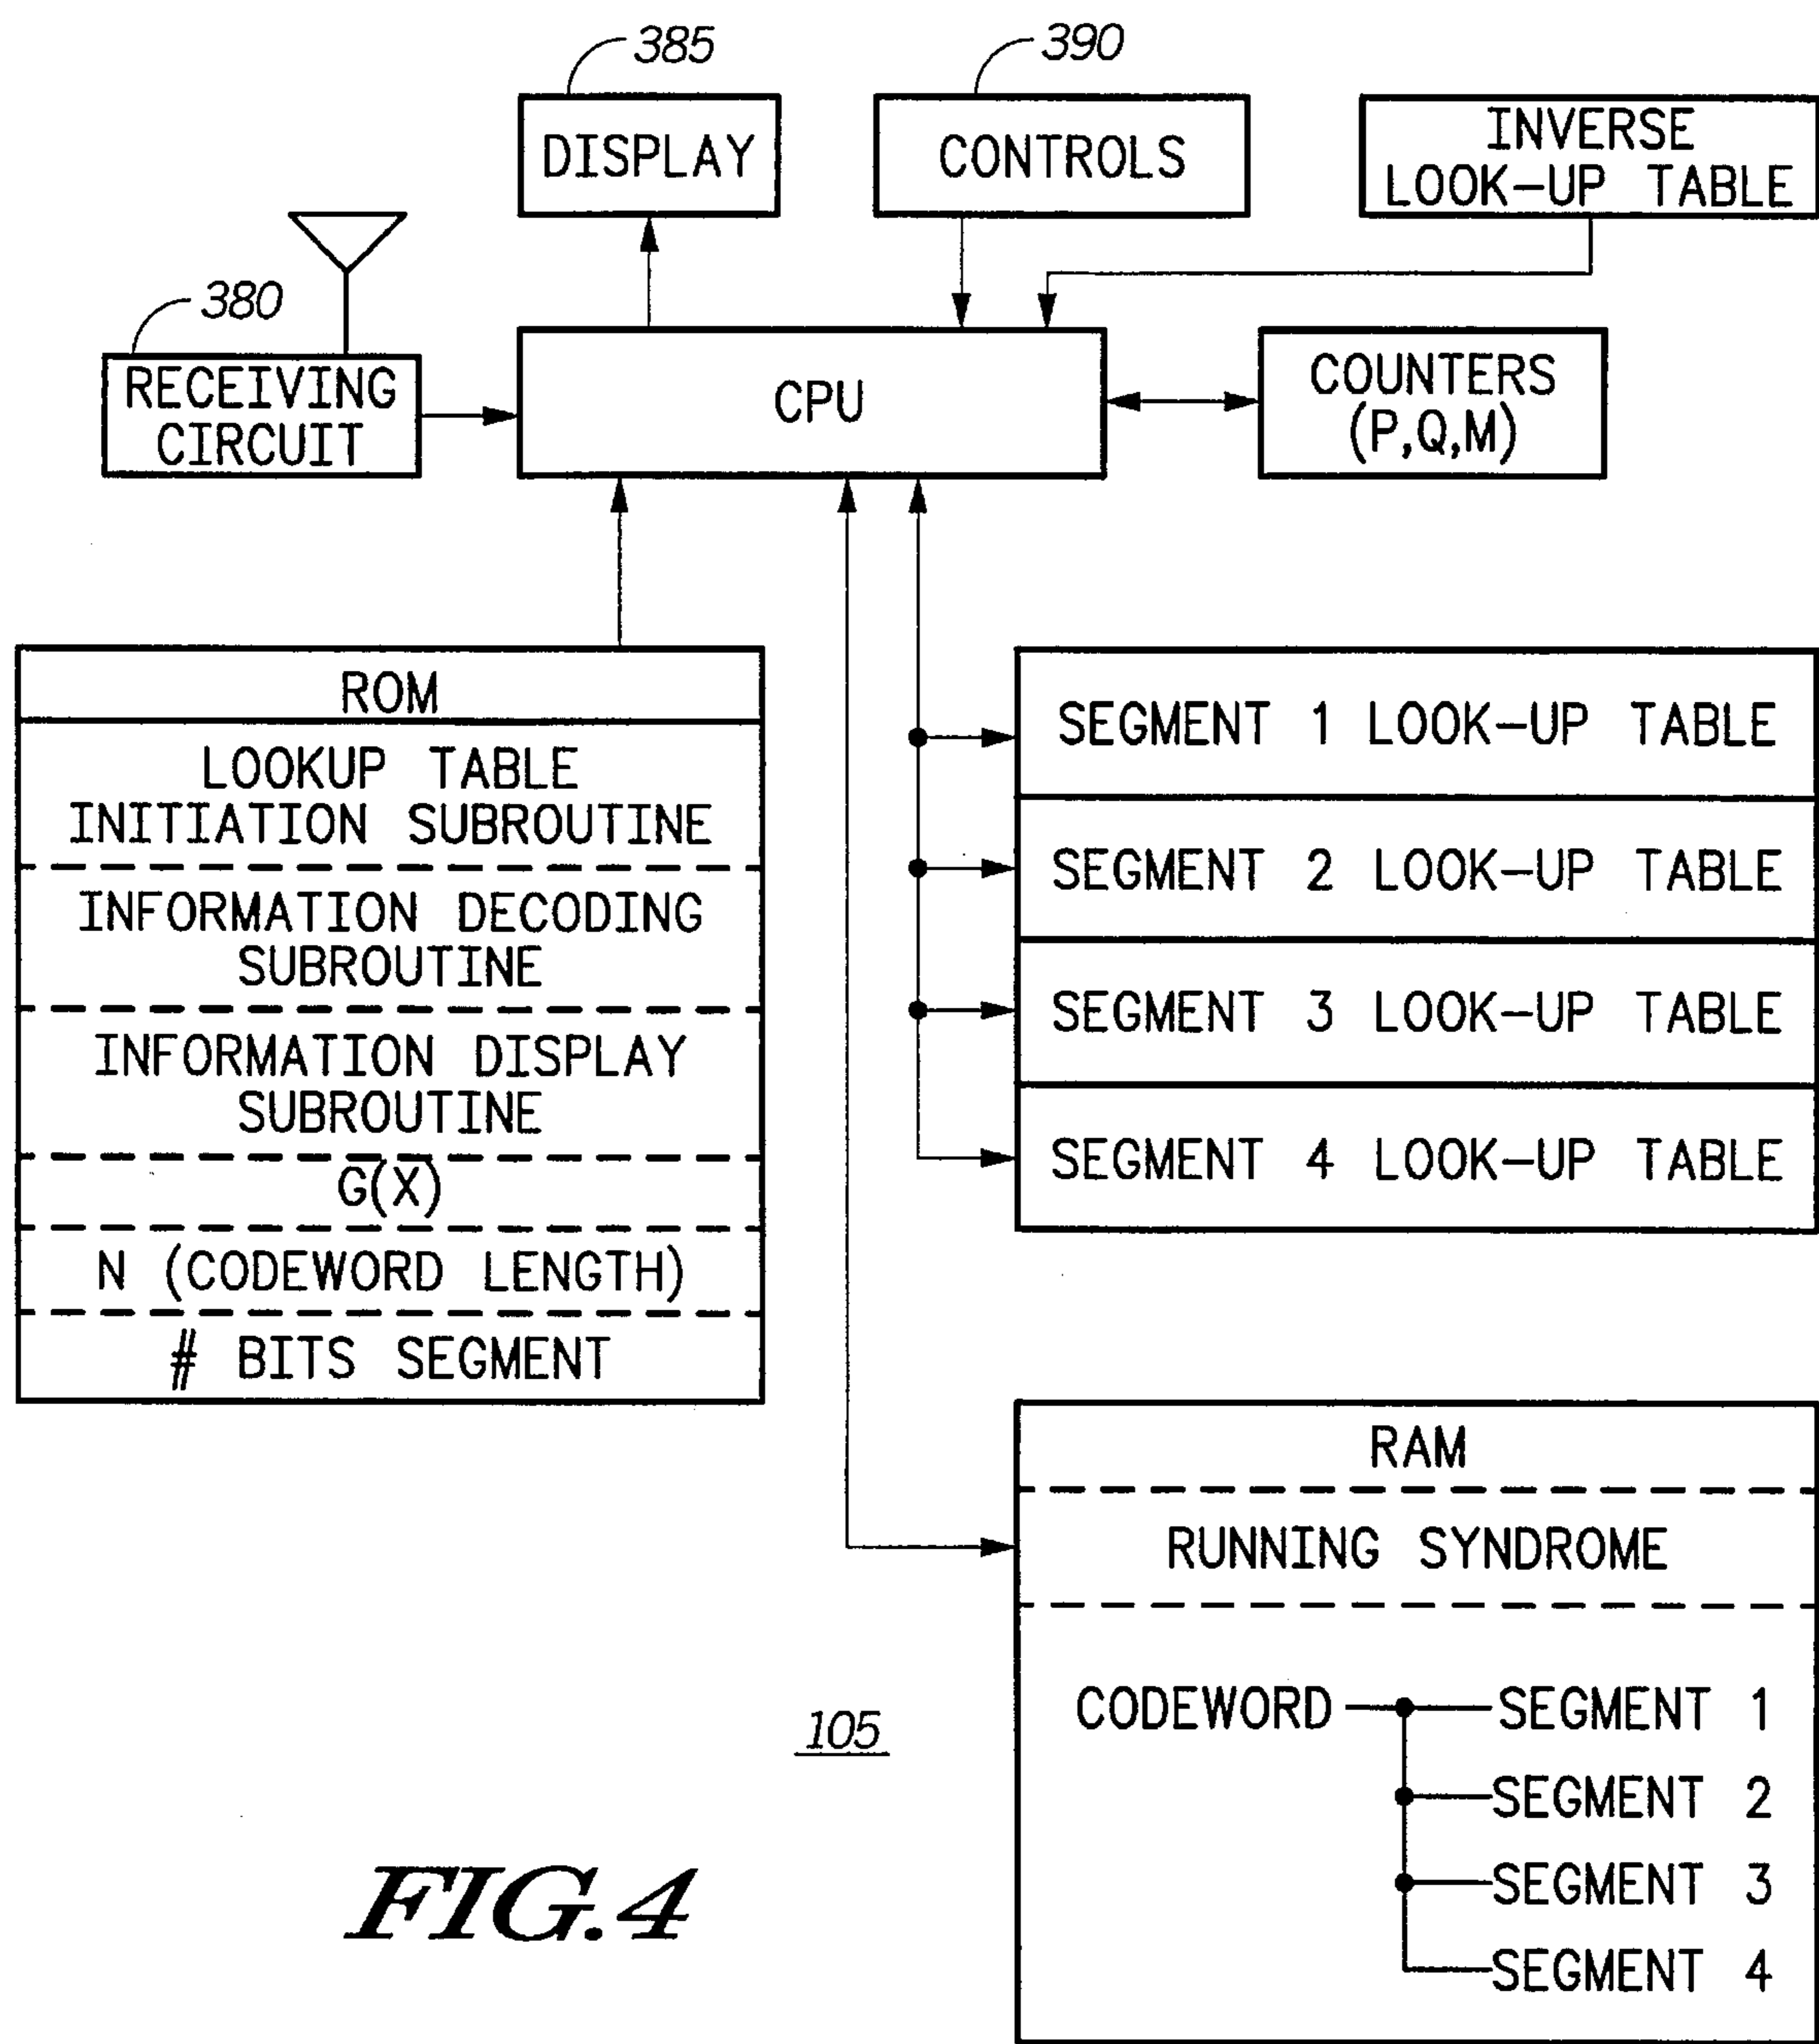 385
390
DISPLAY
CONTROLS
INVERSE
LOOK-UP TABLE
380
RECEIVING
CIRCUIT
CPU
COUNTERS
(P,Q,M)
ROM
LOOKUP TABLE
INITIATION SUBROUTINE
INFORMATION DECODING
SUBROUTINE
INFORMATION DISPLAY
SUBROUTINE
G(X)
N (CODEWORD LENGTH)
# BITS SEGMENT
SEGMENT 1 LOOK-UP TABLE
SEGMENT 2 LOOK-UP TABLE
SEGMENT 3 LOOK-UP TABLE
SEGMENT 4 LOOK-UP TABLE
RAM
RUNNING SYNDROME
CODEWORD
SEGMENT 1
SEGMENT 2
SEGMENT 3
SEGMENT 4
105
FIG.4